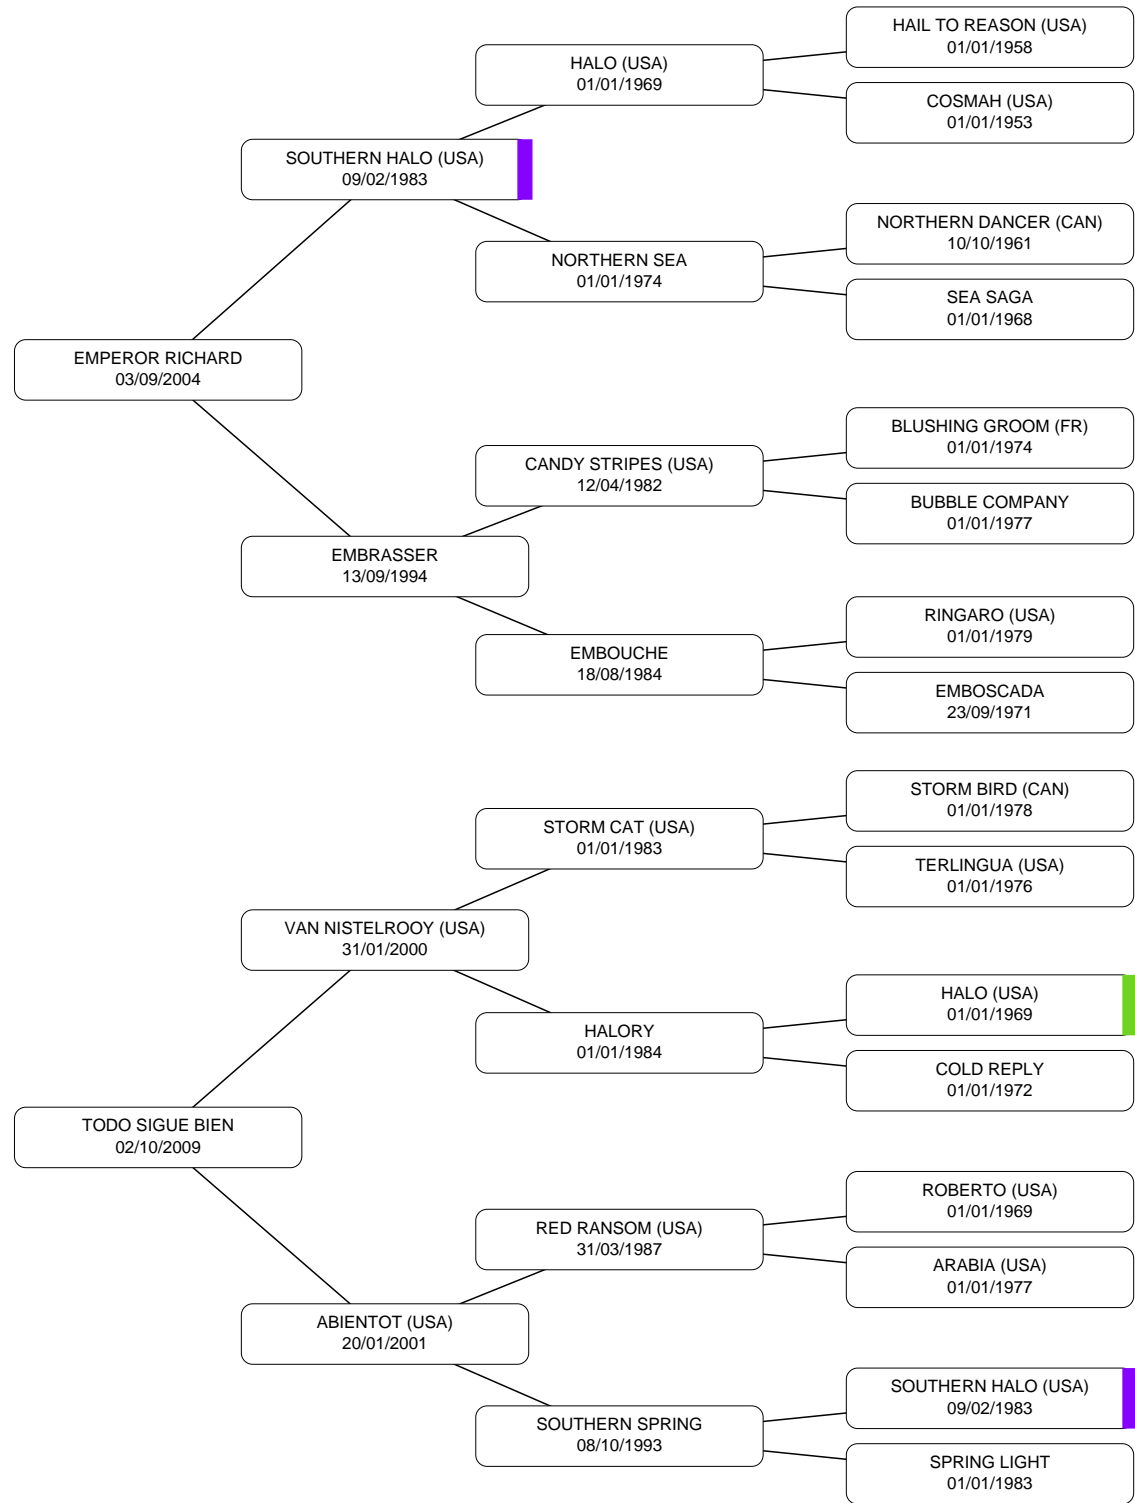 HAIL TO REASON (USA)
01/01/1958
HALO (USA)
01/01/1969
COSMAH (USA)
01/01/1953
SOUTHERN HALO (USA)
09/02/1983
NORTHERN DANCER (CAN)
10/10/1961
NORTHERN SEA
01/01/1974
SEA SAGA
01/01/1968
EMPEROR RICHARD
03/09/2004
BLUSHING GROOM (FR)
01/01/1974
CANDY STRIPES (USA)
12/04/1982
BUBBLE COMPANY
01/01/1977
EMBRASSER
13/09/1994
RINGARO (USA)
01/01/1979
EMBOUCHE
18/08/1984
EMBOSCADA
23/09/1971
STORM BIRD (CAN)
01/01/1978
STORM CAT (USA)
01/01/1983
TERLINGUA (USA)
01/01/1976
VAN NISTELROOY (USA)
31/01/2000
HALO (USA)
01/01/1969
HALORY
01/01/1984
COLD REPLY
01/01/1972
TODO SIGUE BIEN
02/10/2009
ROBERTO (USA)
01/01/1969
RED RANSOM (USA)
31/03/1987
ARABIA (USA)
01/01/1977
ABIENTOT (USA)
20/01/2001
SOUTHERN HALO (USA)
09/02/1983
SOUTHERN SPRING
08/10/1993
SPRING LIGHT
01/01/1983